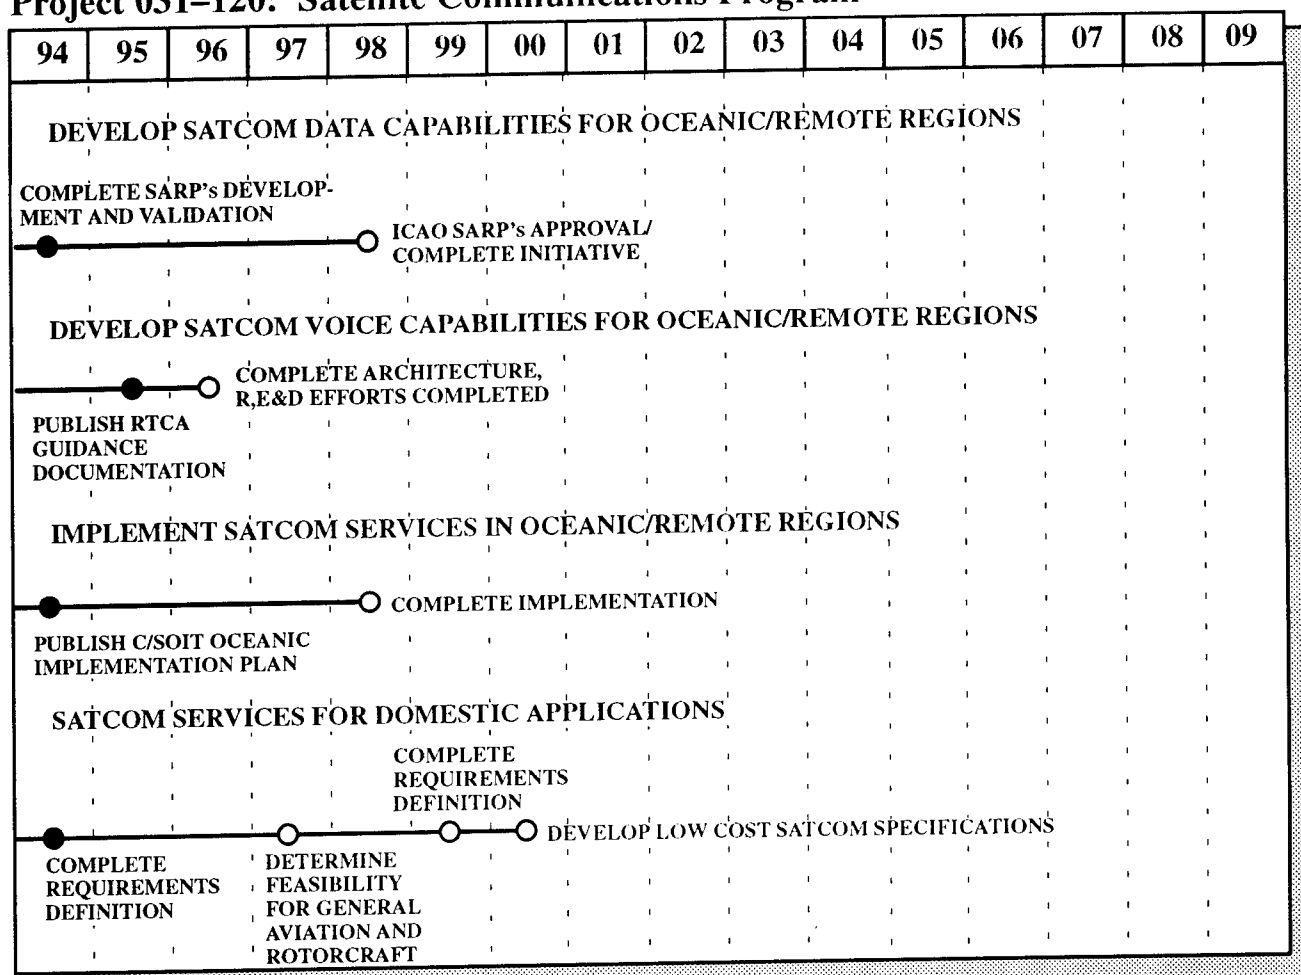 Project 031–120: Satellite Communications Program
94 95 96 97 98 99 00 01 02 03 04 05 06 07 08 09
DEVELOP SATCOM DATA CAPABILITIES FOR OCEANIC/REMOTE REGIONS
COMPLETE SARP's DEVELOP-
MENT AND VALIDATION
ICAO SARP's APPROVAL/
COMPLETE INITIATIVE
DEVELOP SATCOM VOICE CAPABILITIES FOR OCEANIC/REMOTE REGIONS
COMPLETE ARCHITECTURE,
R,E&D EFFORTS COMPLETED
PUBLISH RTCA
GUIDANCE
DOCUMENTATION
IMPLEMENT SATCOM SERVICES IN OCEANIC/REMOTE REGIONS
COMPLETE IMPLEMENTATION
PUBLISH C/SOIT OCEANIC
IMPLEMENTATION PLAN
SATCOM SERVICES FOR DOMESTIC APPLICATIONS
COMPLETE
REQUIREMENTS
DEFINITION
DEVELOP LOW COST SATCOM SPECIFICATIONS
COMPLETE
REQUIREMENTS
DEFINITION
DETERMINE
FEASIBILITY
FOR GENERAL
AVIATION AND
ROTORCRAFT